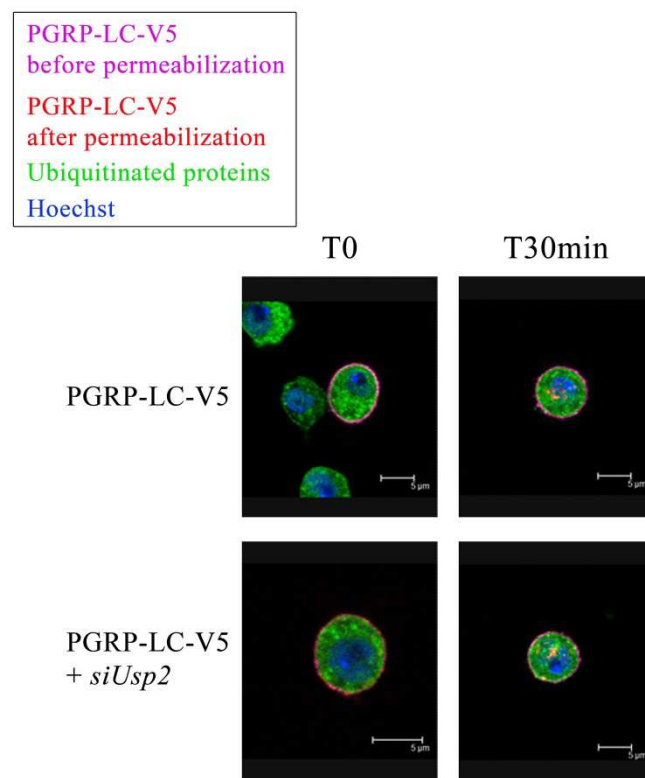 PGRP-LC-V5
before permeabilization
PGRP-LC-V5
after permeabilization
Ubiquitinated proteins
Hoechst
T0
T30min
PGRP-LC-V5
5 µm
5 µm
PGRP-LC-V5
+ siUsp2
5 µm
5 µm